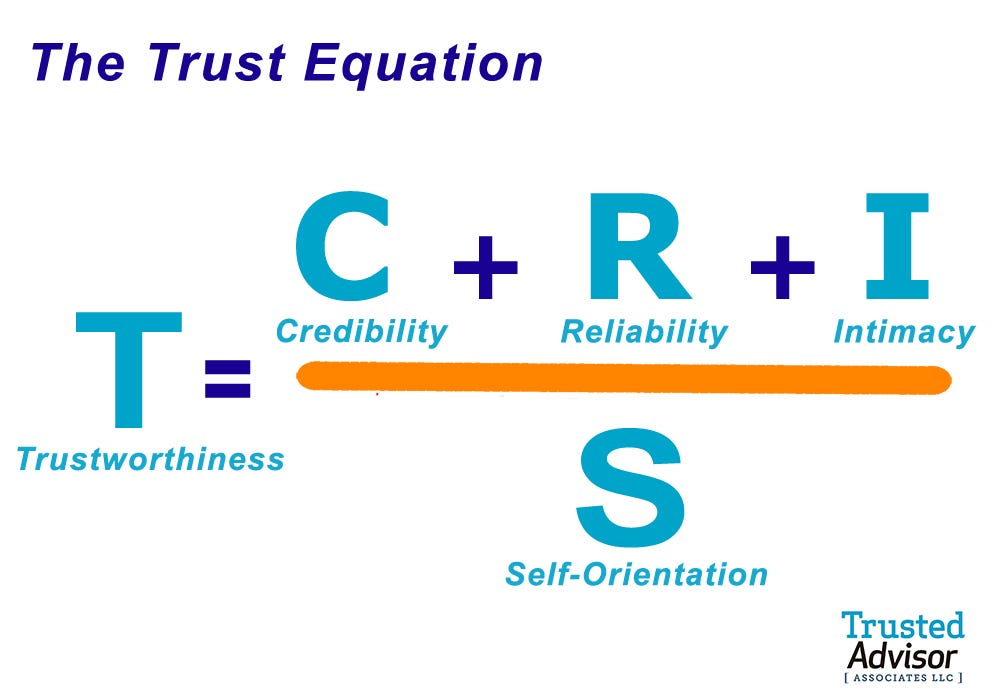 The Trust Equation
C + R + I
Credibility Reliability Intimacy
T =
Trustworthiness
S
Self-Orientation
Trusted
Advisor
[ ASSOCIATES LLC ]